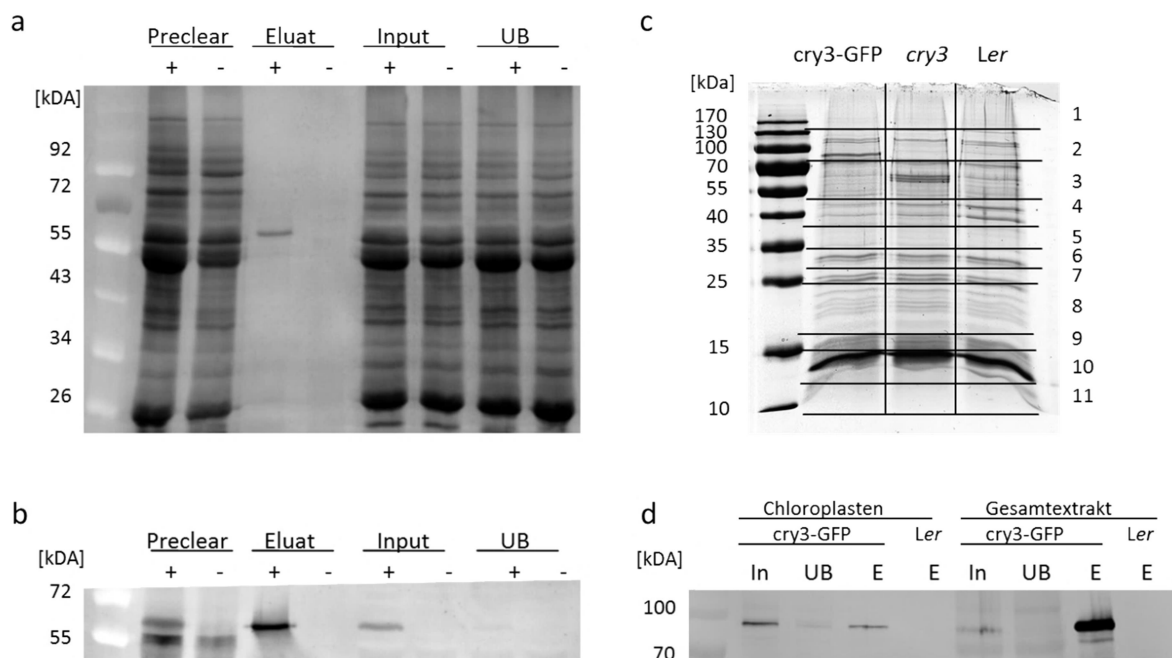 a
Preclear Eluat Input UB
+ - + - + - + -
[kDA]
92
72
55
43
34
26
c
cry3-GFP cry3 Ler
[kDa]
170
130
100
70
55
40
35
25
15
10
1
2
3
4
5
6
7
8
9
10
11
b
Preclear Eluat Input UB
[kDA]
+ - + - + - + -
72
55
d
Chloroplasten Gesamtextrakt
cry3-GFP Ler cry3-GFP Ler
[kDA]
In UB E E In UB E E
100
70